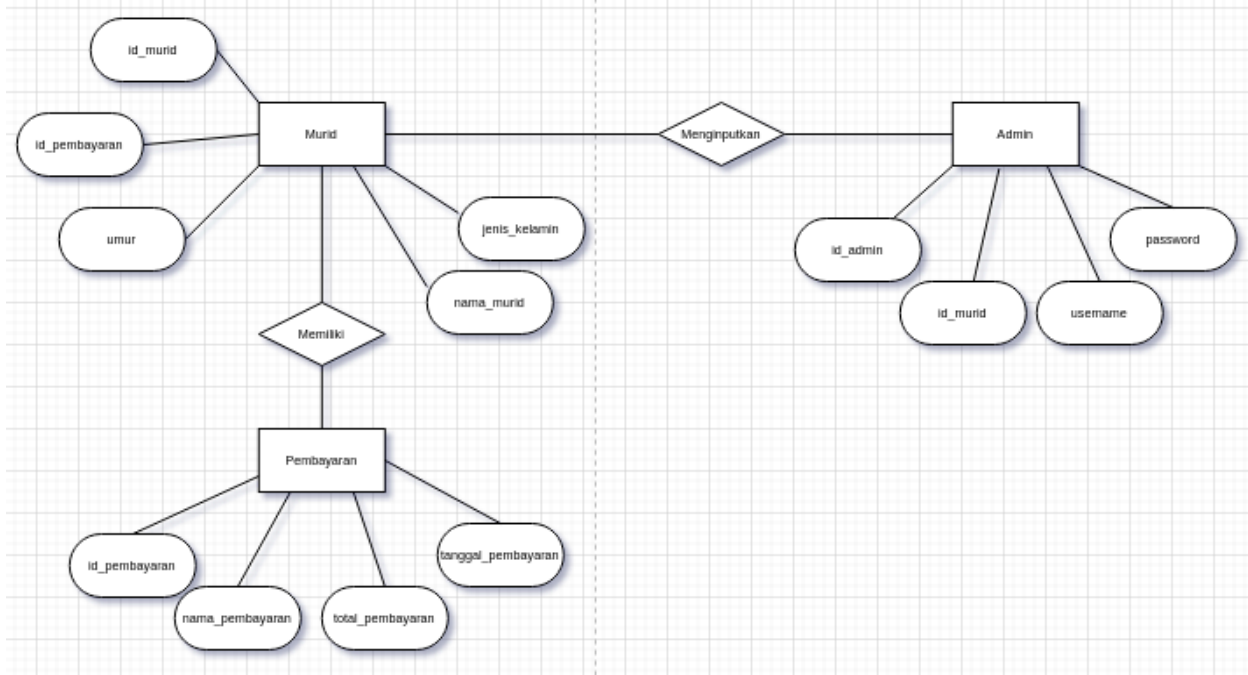 id_murid
id_pembayaran
umur
Murid
jenis_kelamin
nama_murid
Menginputkan
Admin
id_admin
id_murid
username
password
Memiliki
Pembayaran
id_pembayaran
nama_pembayaran
total_pembayaran
tanggal_pembayaran